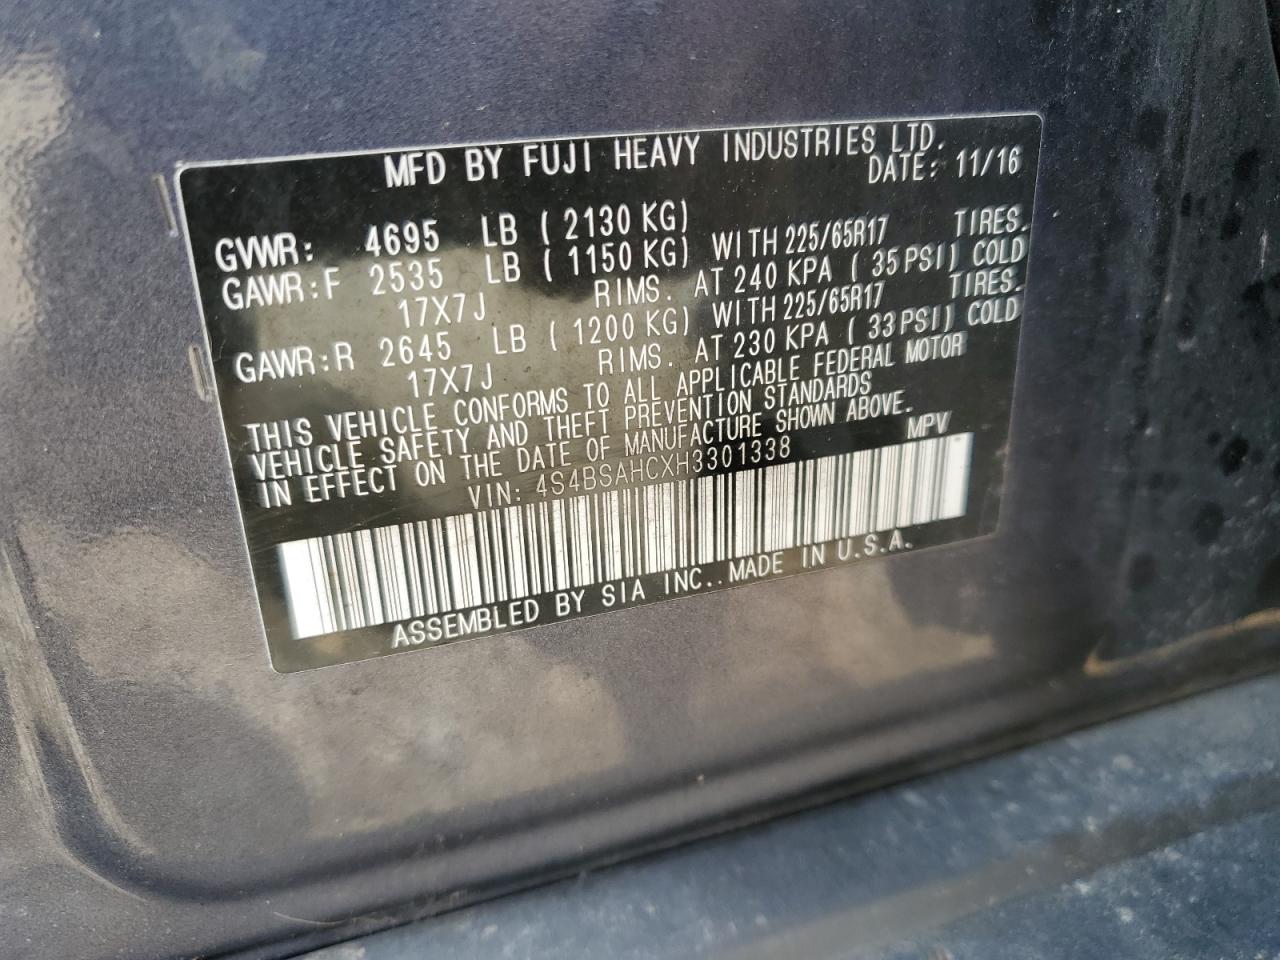 MFD BY FUJI HEAVY INDUSTRIES LTD.
DATE: 11/16
GVWR: 4695 LB ( 2130 KG)
GAWR:F 2535 LB ( 1150 KG) WITH 225/65R17 TIRES.
17X7J RIMS. AT 240 KPA ( 35PSI) COLD
GAWR:R 2645 LB ( 1200 KG) WITH 225/65R17 TIRES.
17X7J RIMS. AT 230 KPA ( 33PSI) COLD
THIS VEHICLE CONFORMS TO ALL APPLICABLE FEDERAL MOTOR
VEHICLE SAFETY AND THEFT PREVENTION STANDARDS
IN EFFECT ON THE DATE OF MANUFACTURE SHOWN ABOVE.
VIN: 4S4BSAHCXH3301338 MPV
ASSEMBLED BY SIA INC.. MADE IN U.S.A.